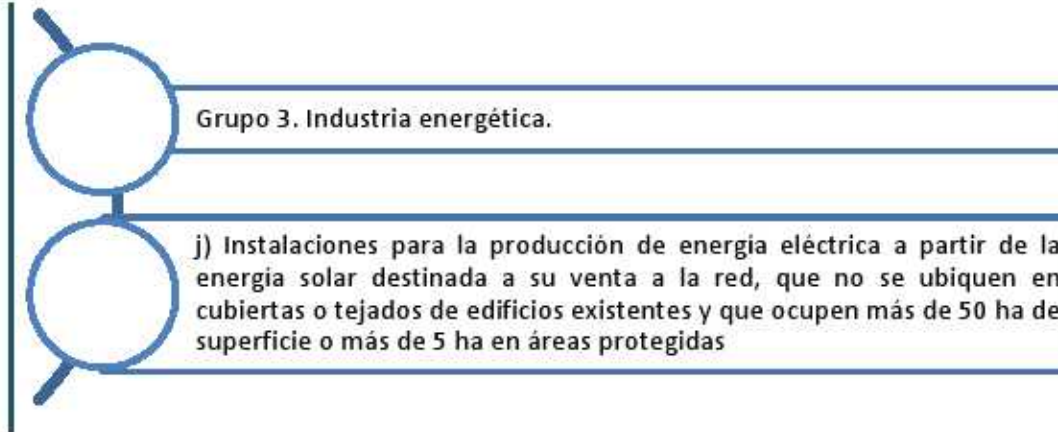 Grupo 3. Industria energética.
j) Instalaciones para la producción de energía eléctrica a partir de la
energía solar destinada a su venta a la red, que no se ubiquen en
cubiertas o tejados de edificios existentes y que ocupen más de 50 ha de
superficie o más de 5 ha en áreas protegidas